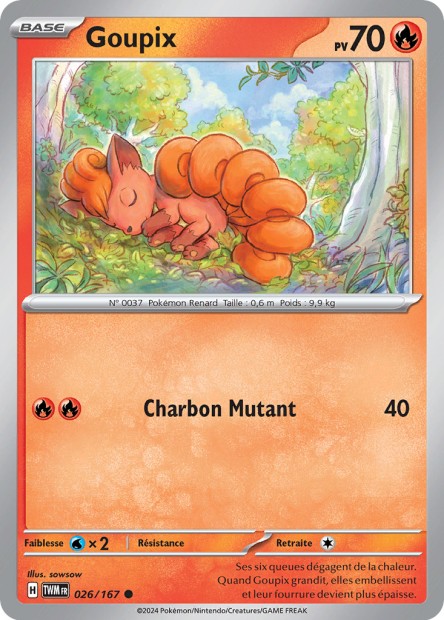 BASE
Goupix
PV 70
N° 0037 Pokémon Renard Taille : 0,6 m Poids : 9,9 kg
Charbon Mutant 40
Faiblesse ×2 Résistance Retraite
Illus. sowsow
H TWM FR 026/167
Ses six queues dégagent de la chaleur.
Quand Goupix grandit, elles embellissent
et leur fourrure devient plus épaisse.
©2024 Pokémon/Nintendo/Creatures/GAME FREAK